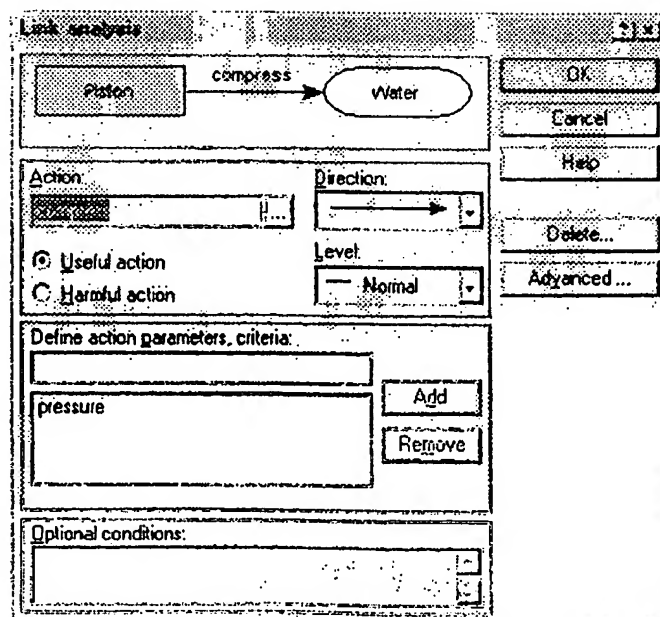 Link analysis
Piston
compress
Water
OK
Cancel
Help
Action:
Direction:
...
Useful action
Harmful action
Level:
Normal
Delete...
Advanced ...
Define action parameters, criteria:
pressure
Add
Remove
Optional conditions: